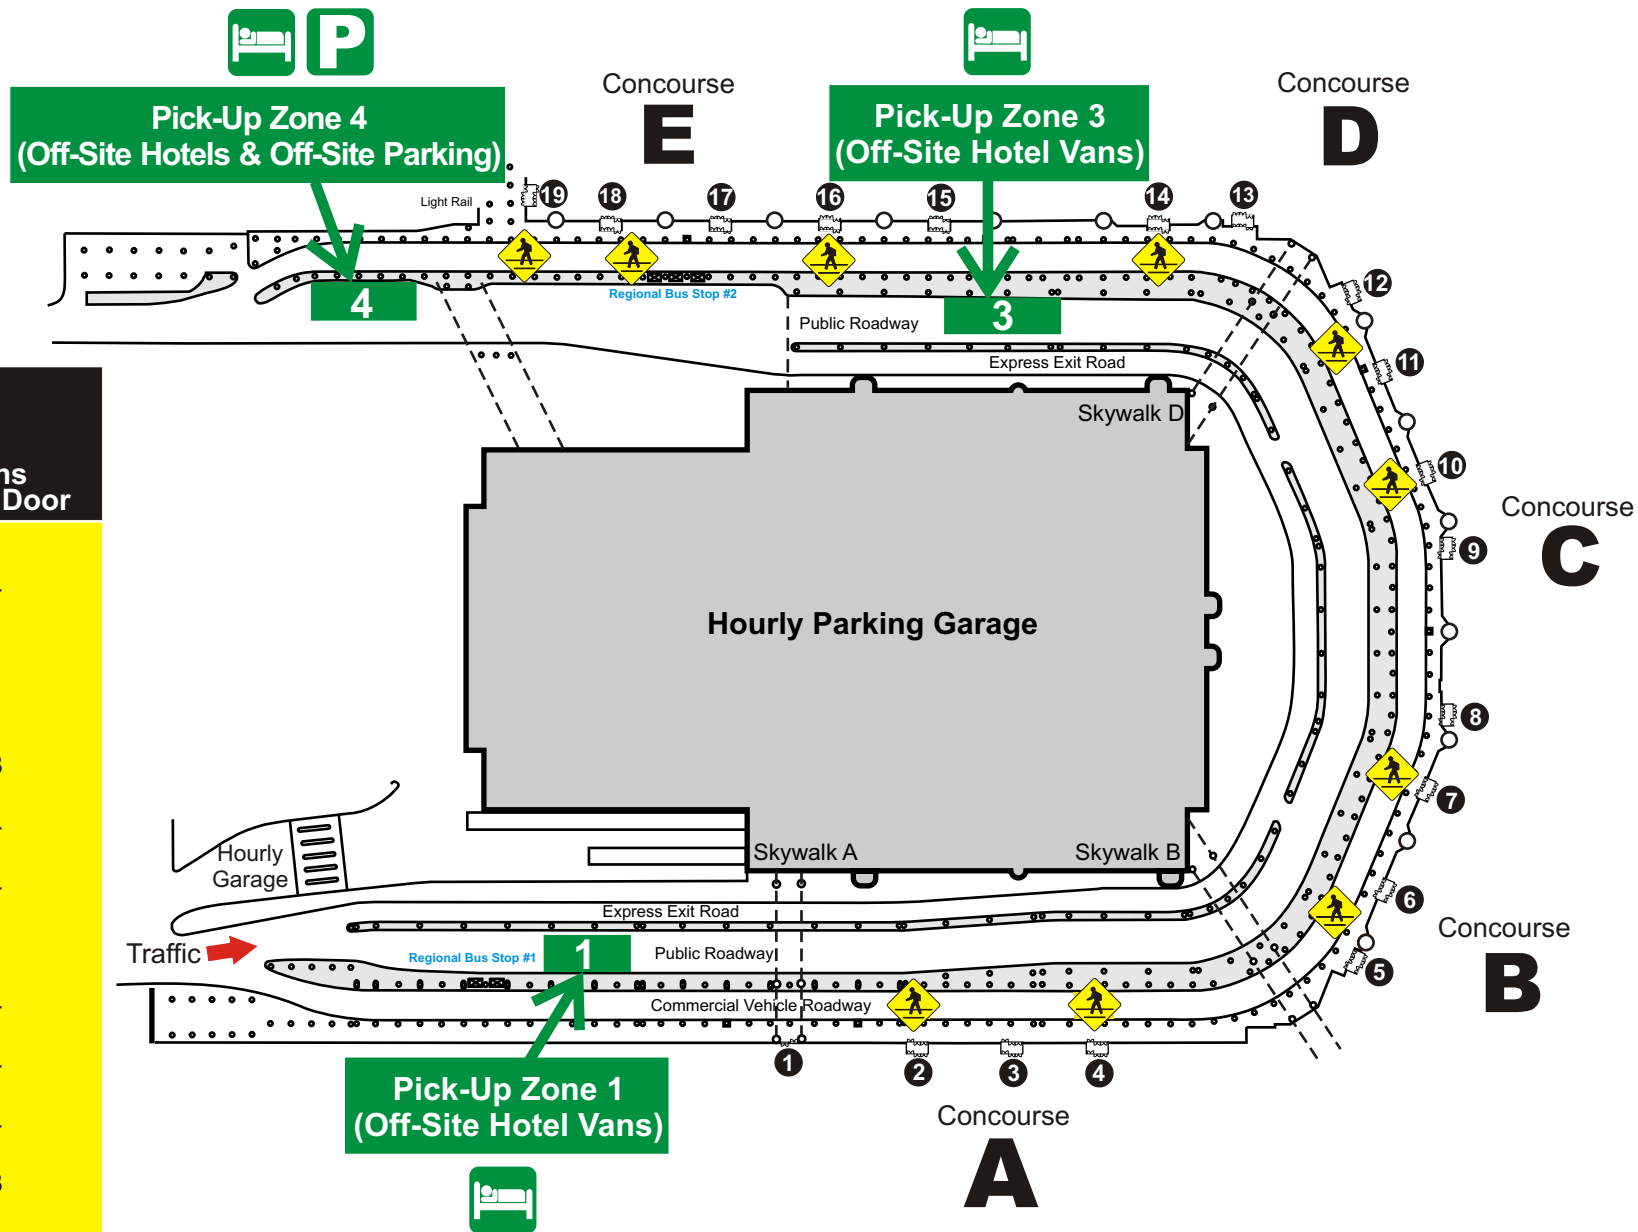 P
Pick-Up Zone 4
(Off-Site Hotels & Off-Site Parking)
Concourse
E
Pick-Up Zone 3
(Off-Site Hotel Vans)
Concourse
D
Light Rail
19
18
17
16
15
14
13
12
11
10
9
8
7
6
5
4
Regional Bus Stop #2
3
Public Roadway
Express Exit Road
Skywalk D
Door
Concourse
C
Hourly Parking Garage
Skywalk A
Skywalk B
Hourly
Garage
Express Exit Road
Traffic
Regional Bus Stop #1
1
Public Roadway
Commercial Vehicle Roadway
Concourse
B
1
2
3
4
Pick-Up Zone 1
(Off-Site Hotel Vans)
Concourse
A